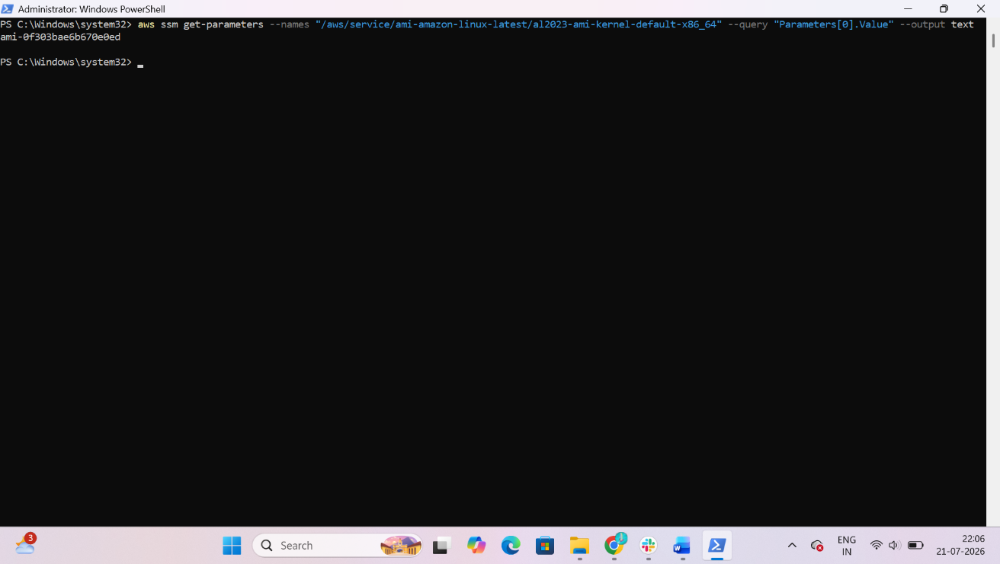 Administrator: Windows PowerShell
PS C:\Windows\system32> aws ssm get-parameters --names "/aws/service/ami-amazon-linux-latest/al2023-ami-kernel-default-x86_64" --query "Parameters[0].Value" --output text
ami-0f303bae6b670e0ed
PS C:\Windows\system32>
3
Search
ENG
IN
22:06
21-07-2026